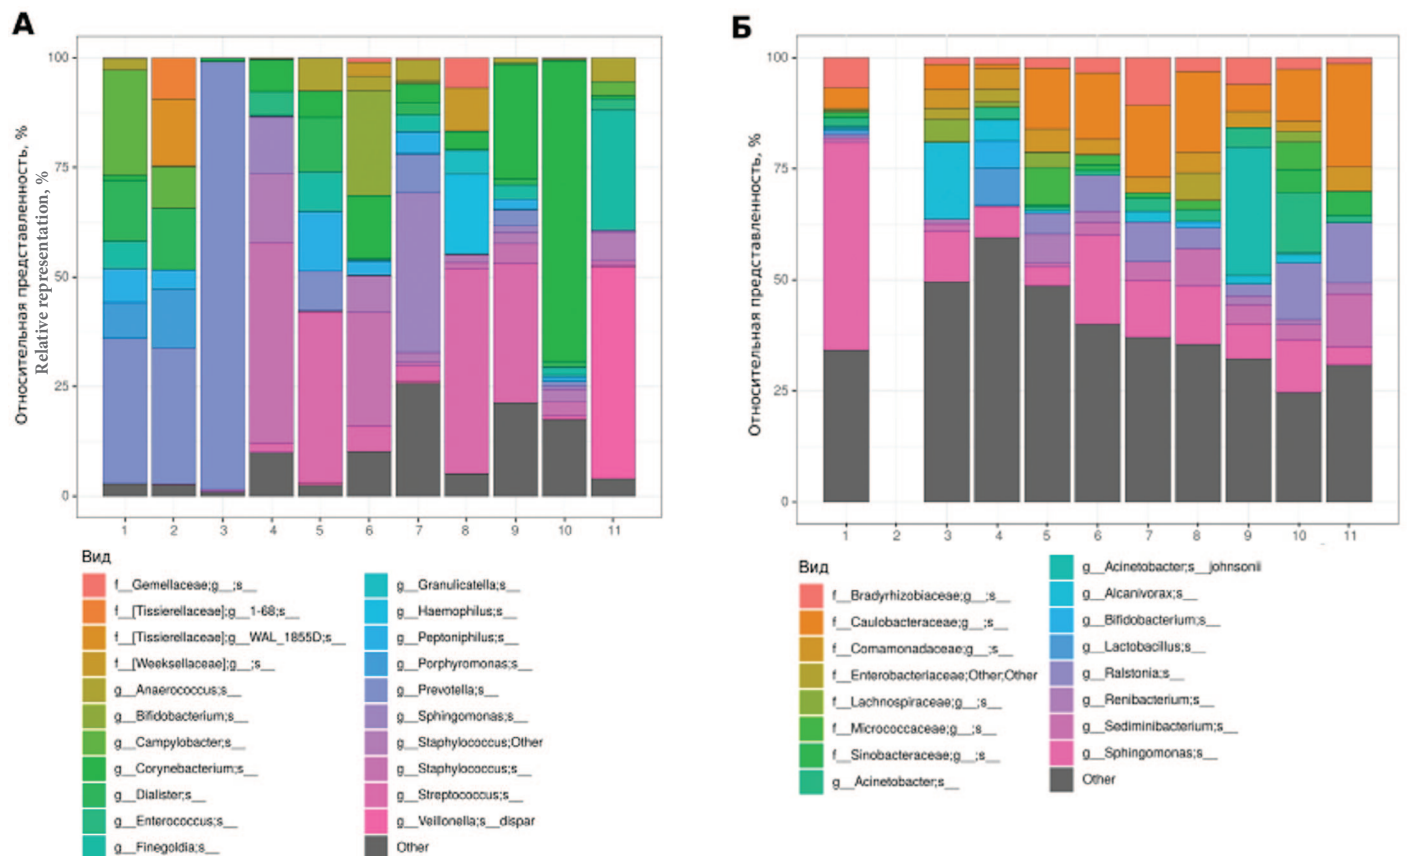 А
Относительная представленность, %
Relative representation, %
100
75
50
25
0
1 2 3 4 5 6 7 8 9 10 11
Вид
f__Gemellaceae;g__;s__
f__[Tissierellaceae];g__1-68;s__
f__[Tissierellaceae];g__WAL_1855D;s__
f__[Weeksellaceae];g__;s__
g__Anaerococcus;s__
g__Bifidobacterium;s__
g__Campylobacter;s__
g__Corynebacterium;s__
g__Dialister;s__
g__Enterococcus;s__
g__Finegoldia;s__
g__Granulicatella;s__
g__Haemophilus;s__
g__Peptoniphilus;s__
g__Porphyromonas;s__
g__Prevotella;s__
g__Sphingomonas;s__
g__Staphylococcus;Other
g__Staphylococcus;s__
g__Streptococcus;s__
g__Veillonella;s__dispar
Other
Б
Относительная представленность, %
100
75
50
25
0
1 2 3 4 5 6 7 8 9 10 11
Вид
f__Bradyrhizobiaceae;g__;s__
f__Caulobacteraceae;g__;s__
f__Comamonadaceae;g__;s__
f__Enterobacteriaceae;Other;Other
f__Lachnospiraceae;g__;s__
f__Micrococcaceae;g__;s__
f__Sinobacteraceae;g__;s__
g__Acinetobacter;s__
g__Acinetobacter;s__johnsonii
g__Alcanivorax;s__
g__Bifidobacterium;s__
g__Lactobacillus;s__
g__Ralstonia;s__
g__Renibacterium;s__
g__Sediminibacterium;s__
g__Sphingomonas;s__
Other